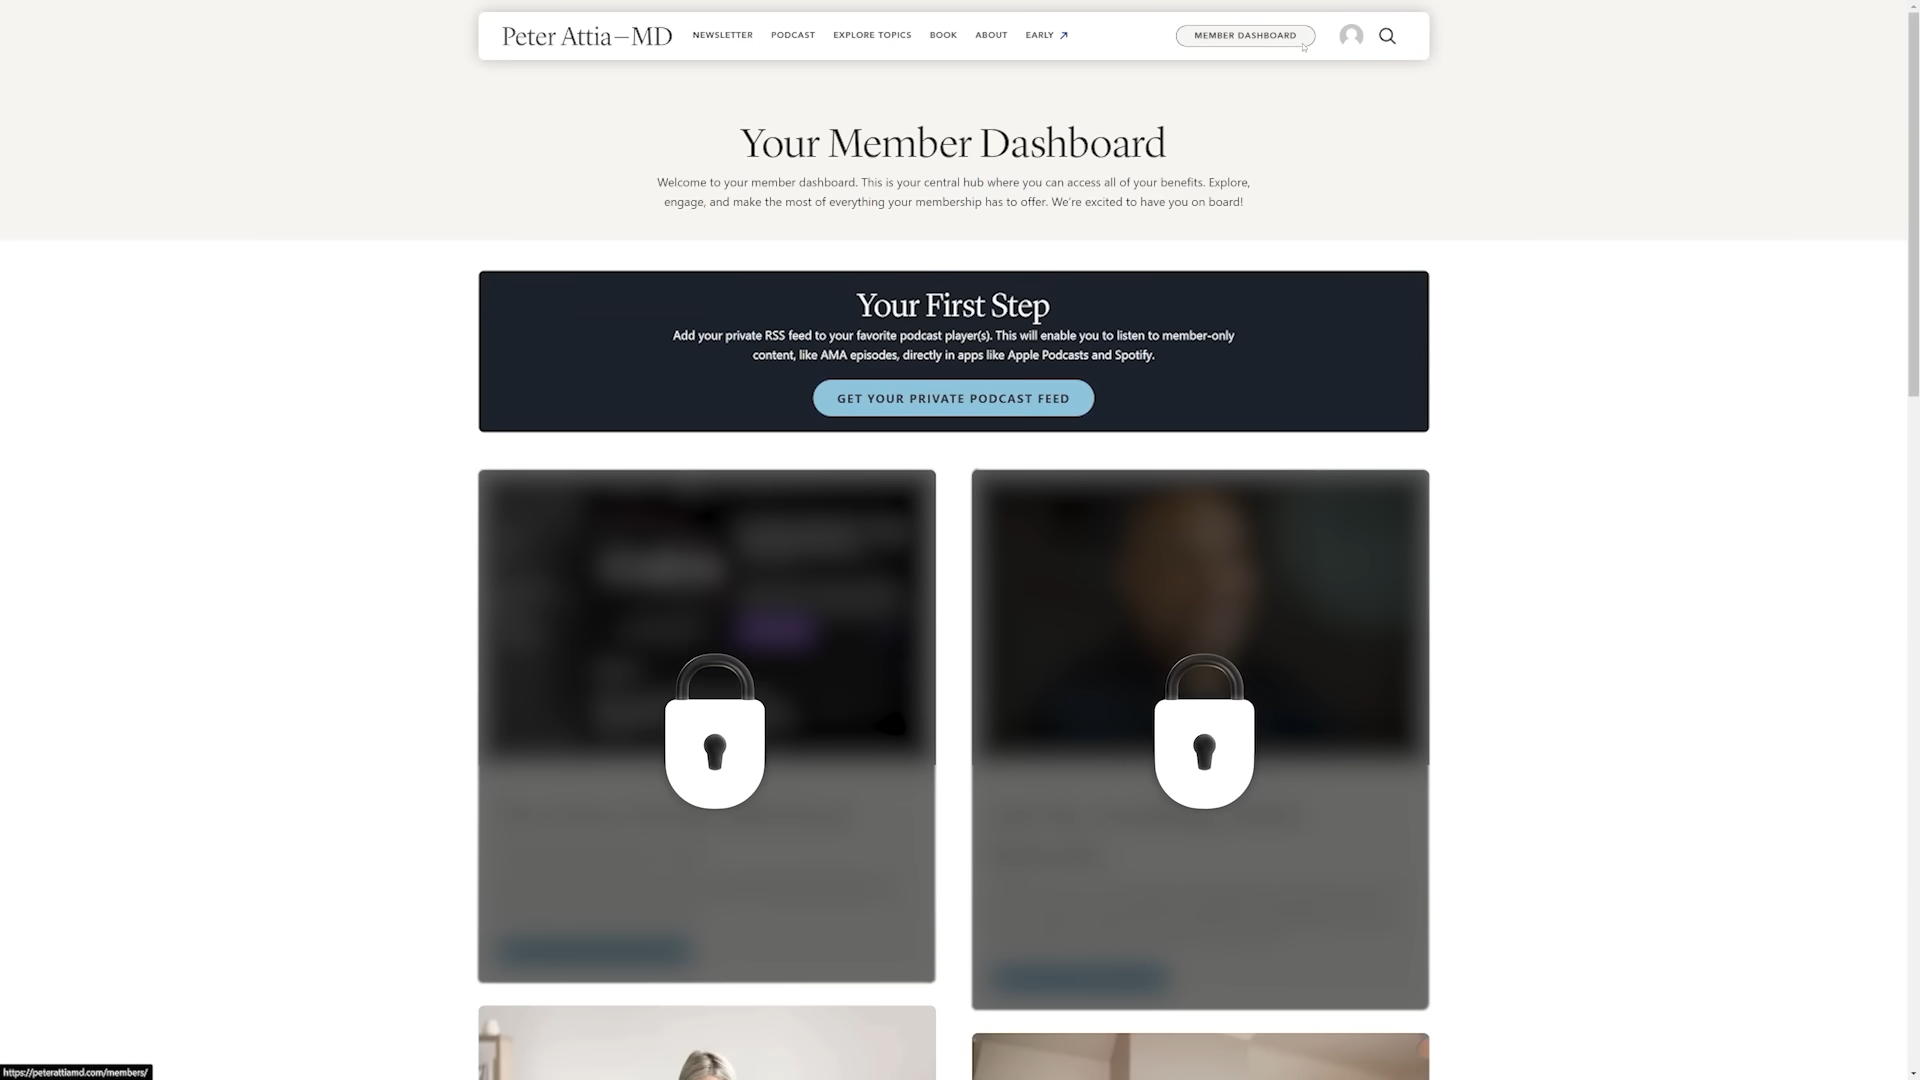 Peter Attia—MD
NEWSLETTER
PODCAST
EXPLORE TOPICS
BOOK
ABOUT
EARLY
MEMBER DASHBOARD
Your Member Dashboard
Welcome to your member dashboard. This is your central hub where you can access all of your benefits. Explore,
engage, and make the most of everything your membership has to offer. We're excited to have you on board!
Your First Step
Add your private RSS feed to your favorite podcast player(s). This will enable you to listen to member-only
content, like AMA episodes, directly in apps like Apple Podcasts and Spotify.
GET YOUR PRIVATE PODCAST FEED
https://peterattiamd.com/members/